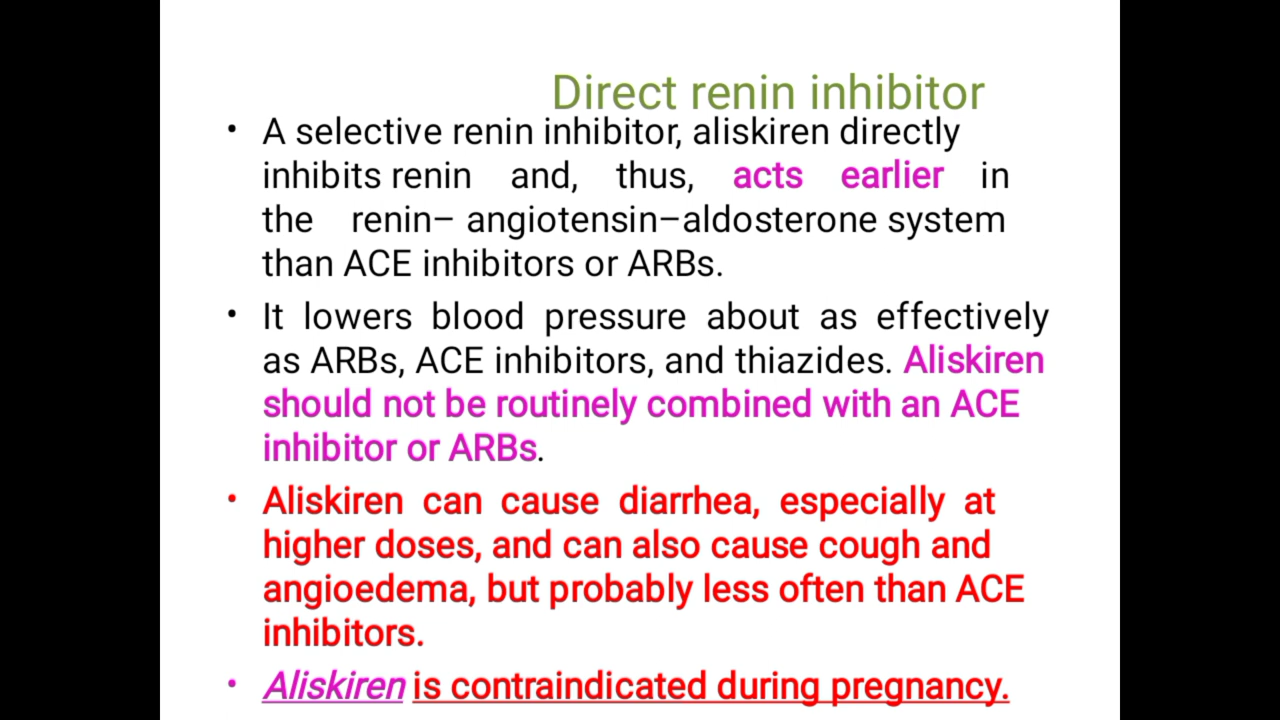 Direct renin inhibitor
• A selective renin inhibitor, aliskiren directly
inhibits renin and, thus, acts earlier in
the renin– angiotensin–aldosterone system
than ACE inhibitors or ARBs.
• It lowers blood pressure about as effectively
as ARBs, ACE inhibitors, and thiazides. Aliskiren
should not be routinely combined with an ACE
inhibitor or ARBs.
• Aliskiren can cause diarrhea, especially at
higher doses, and can also cause cough and
angioedema, but probably less often than ACE
inhibitors.
• Aliskiren is contraindicated during pregnancy.